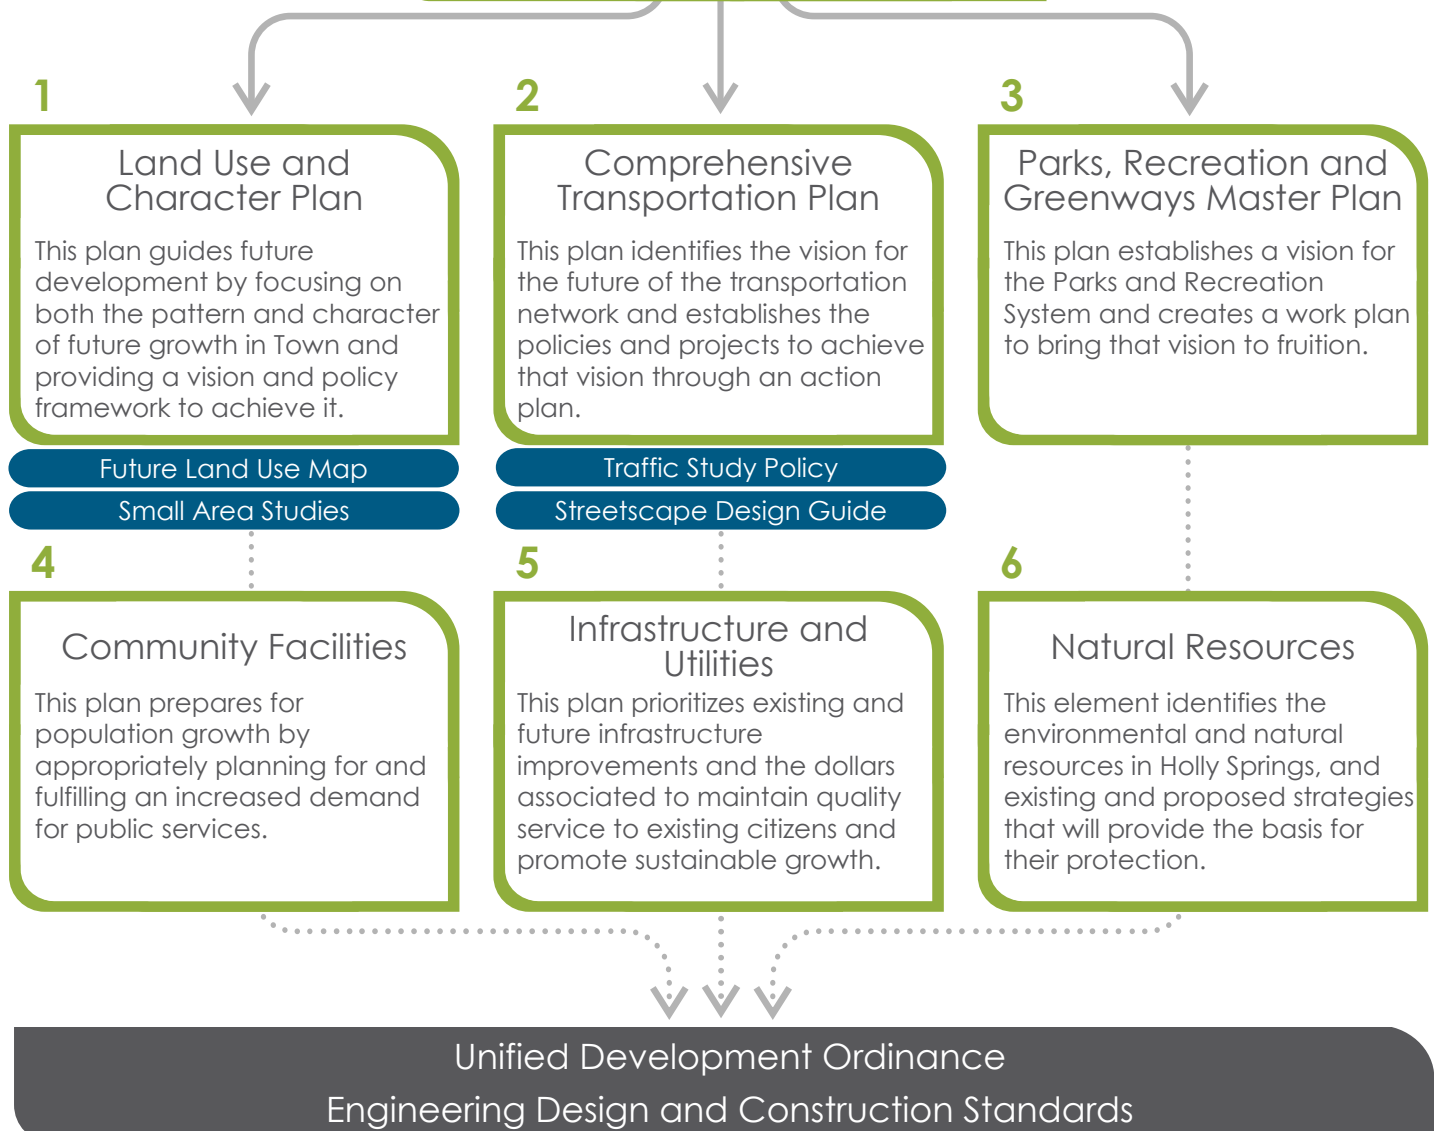 1
Land Use and
Character Plan
This plan guides future
development by focusing on
both the pattern and character
of future growth in Town and
providing a vision and policy
framework to achieve it.
Future Land Use Map
Small Area Studies
2
Comprehensive
Transportation Plan
This plan identifies the vision for
the future of the transportation
network and establishes the
policies and projects to achieve
that vision through an action
plan.
Traffic Study Policy
Streetscape Design Guide
3
Parks, Recreation and
Greenways Master Plan
This plan establishes a vision for
the Parks and Recreation
System and creates a work plan
to bring that vision to fruition.
4
Community Facilities
This plan prepares for
population growth by
appropriately planning for and
fulfilling an increased demand
for public services.
5
Infrastructure and
Utilities
This plan prioritizes existing and
future infrastructure
improvements and the dollars
associated to maintain quality
service to existing citizens and
promote sustainable growth.
6
Natural Resources
This element identifies the
environmental and natural
resources in Holly Springs, and
existing and proposed strategies
that will provide the basis for
their protection.
Unified Development Ordinance
Engineering Design and Construction Standards